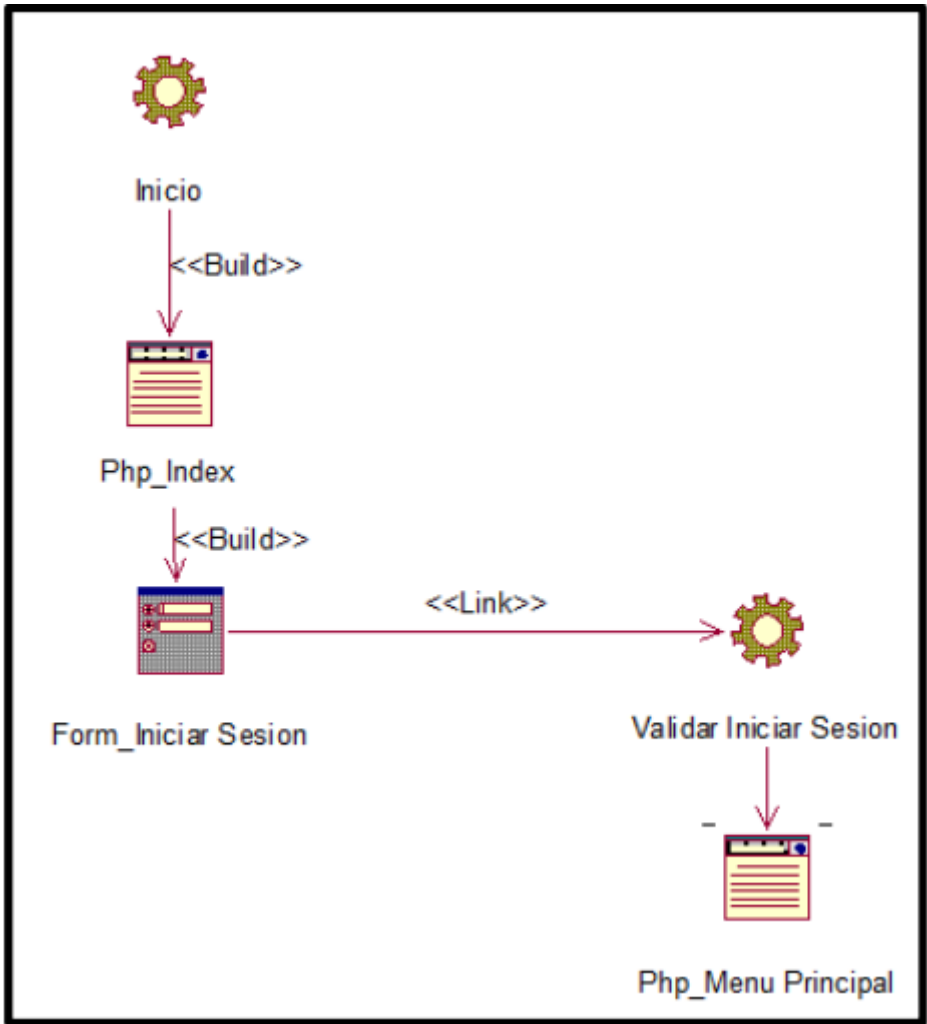 Inicio
<<Build>>
Php_Index
<<Build>>
<<Link>>
Form_Iniciar Sesion
Validar Iniciar Sesion
Php_Menu Principal